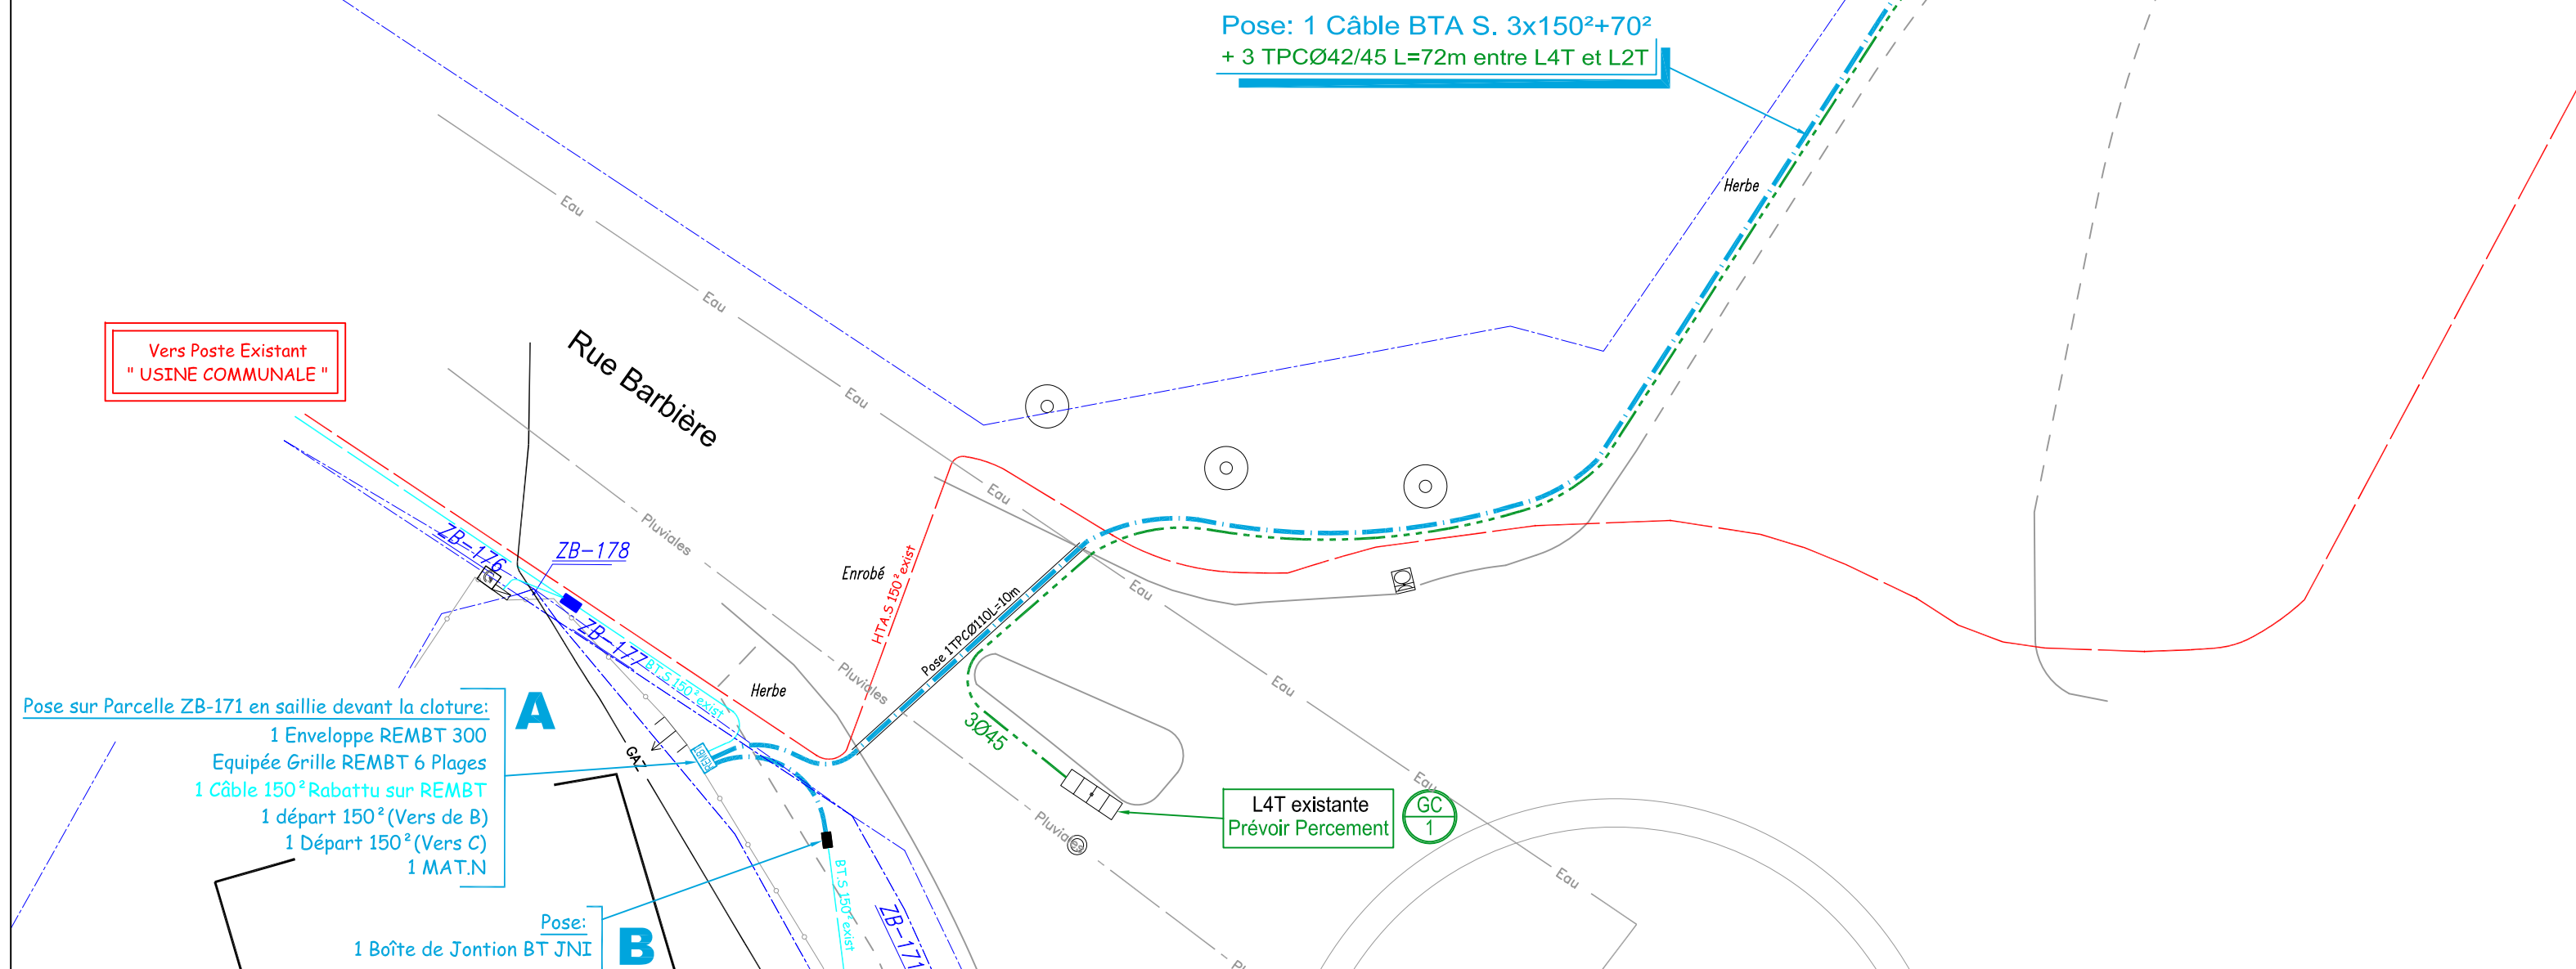 Pose: 1 Câble BTA S. 3x150²+70²
+ 3 TPCØ42/45 L=72m entre L4T et L2T
Herbe
Eau
Eau
Vers Poste Existant
" USINE COMMUNALE "
Rue Barbière
Eau
Eau
Pluviales
ZB-176
ZB-178
Enrobé
HTA.S 150² exist
Eau
Pose 1TPCØ110L=10m
ZB-177
BT.S 150² exist
Herbe
Pluviales
Eau
3Ø45
GAZ
REMBT
Pose sur Parcelle ZB-171 en saillie devant la cloture:
1 Enveloppe REMBT 300
Equipée Grille REMBT 6 Plages
1 Câble 150² Rabattu sur REMBT
1 départ 150² (Vers de B)
1 Départ 150² (Vers C)
1 MAT.N
A
L4T existante
Prévoir Percement
GC
1
Eau
Pluviales
Eau
BT.S 150² exist
ZB-171
Pose:
1 Boîte de Jontion BT JNI
B